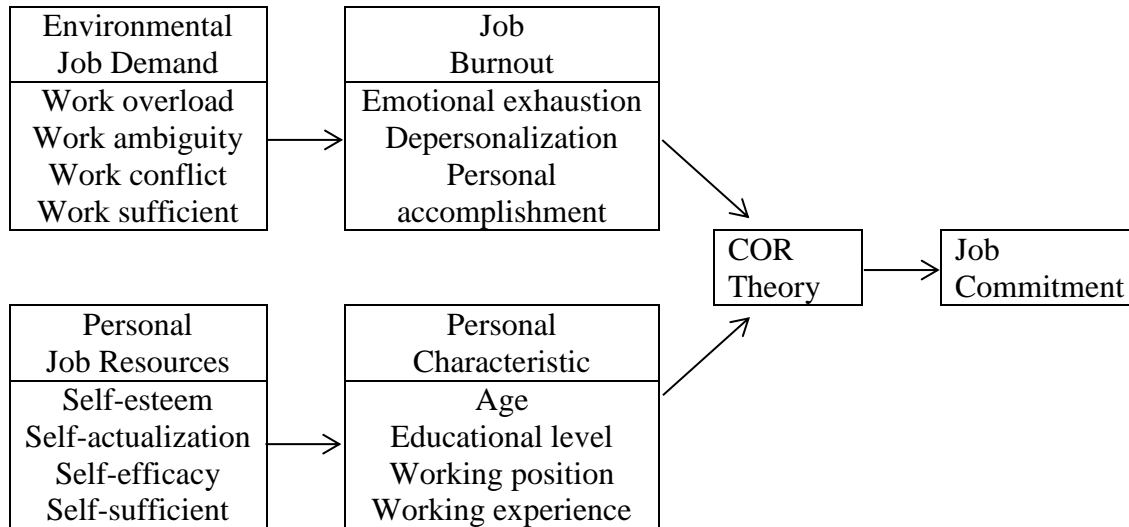 Environmental
Job Demand
Work overload
Work ambiguity
Work conflict
Work sufficient
Job
Burnout
Emotional exhaustion
Depersonalization
Personal
accomplishment
Personal
Job Resources
Self-esteem
Self-actualization
Self-efficacy
Self-sufficient
Personal
Characteristic
Age
Educational level
Working position
Working experience
COR
Theory
Job
Commitment